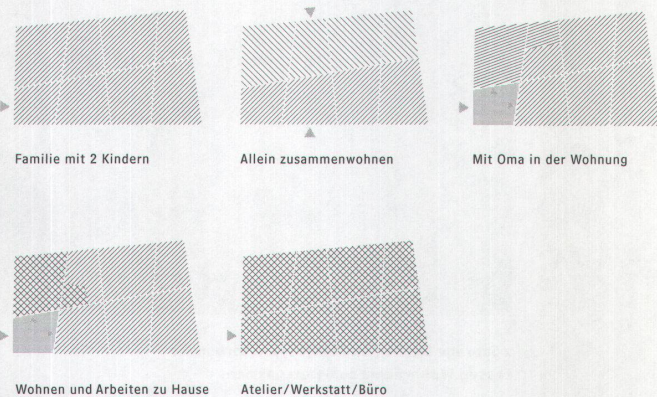 Familie mit 2 Kindern
Allein zusammenwohnen
Mit Oma in der Wohnung
Wohnen und Arbeiten zu Hause
Atelier/Werkstatt/Büro